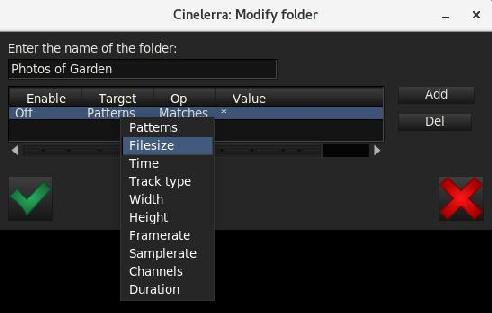 Cinelerra: Modify folder
Enter the name of the folder:
Photos of Garden
Enable Target Op Value
Off Patterns Matches *
Add
Del
Patterns
Filesize
Time
Track type
Width
Height
Framerate
Samplerate
Channels
Duration